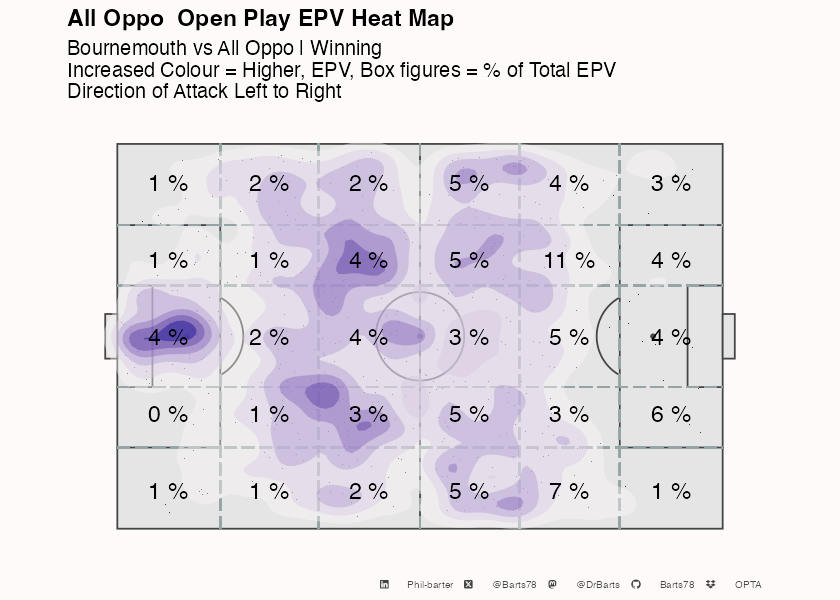 All Oppo  Open Play EPV Heat Map
Bournemouth vs All Oppo | Winning
Increased Colour = Higher, EPV, Box figures = % of Total EPV
Direction of Attack Left to Right
1 % 2 % 2 % 5 % 4 % 3 %
1 % 1 % 4 % 5 % 11 % 4 %
4 % 2 % 4 % 3 % 5 % 4 %
0 % 1 % 3 % 5 % 3 % 6 %
1 % 1 % 2 % 5 % 7 % 1 %
Phil-barter @Barts78 @DrBarts Barts78 OPTA